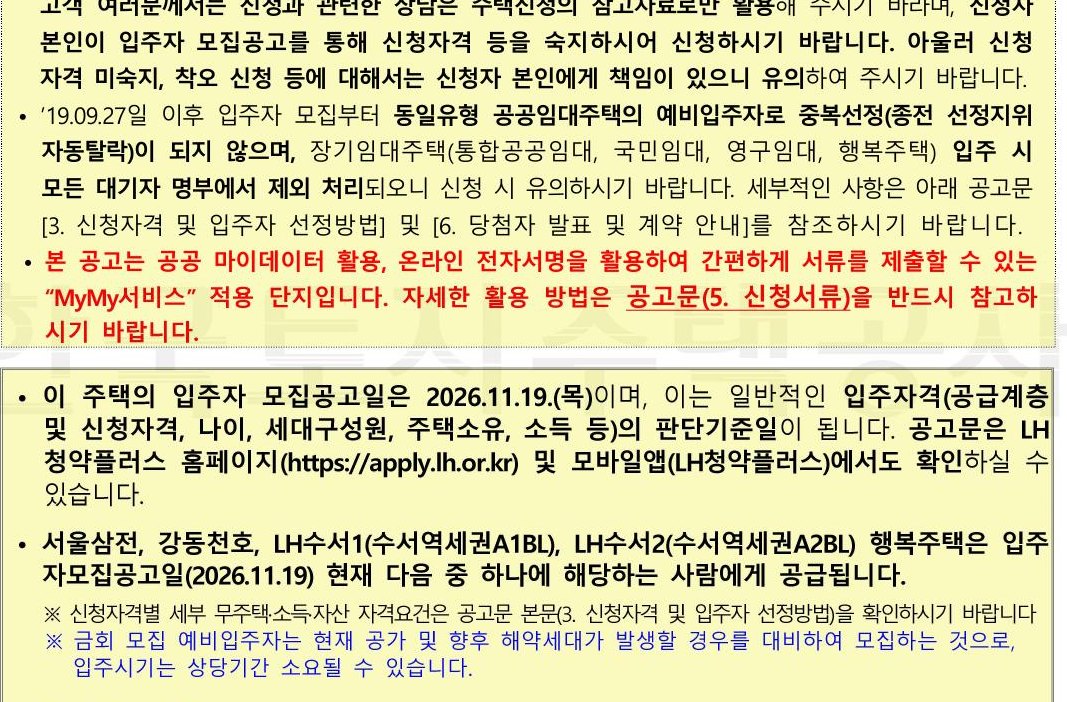 고객 여러분께서는 신청과 관련한 상담은 주택신청의 참고자료로만 활용해 주시기 바라며, 신청자
본인이 입주자 모집공고를 통해 신청자격 등을 숙지하시어 신청하시기 바랍니다. 아울러 신청
자격 미숙지, 착오 신청 등에 대해서는 신청자 본인에게 책임이 있으니 유의하여 주시기 바랍니다.
• '19.09.27일 이후 입주자 모집부터 동일유형 공공임대주택의 예비입주자로 중복선정(종전 선정지위
자동탈락)이 되지 않으며, 장기임대주택(통합공공임대, 국민임대, 영구임대, 행복주택) 입주 시
모든 대기자 명부에서 제외 처리되오니 신청 시 유의하시기 바랍니다. 세부적인 사항은 아래 공고문
[3. 신청자격 및 입주자 선정방법] 및 [6. 당첨자 발표 및 계약 안내]를 참조하시기 바랍니다.
• 본 공고는 공공 마이데이터 활용, 온라인 전자서명을 활용하여 간편하게 서류를 제출할 수 있는
“MyMy서비스” 적용 단지입니다. 자세한 활용 방법은 공고문(5. 신청서류)을 반드시 참고하
시기 바랍니다.
• 이 주택의 입주자 모집공고일은 2026.11.19.(목)이며, 이는 일반적인 입주자격(공급계층
및 신청자격, 나이, 세대구성원, 주택소유, 소득 등)의 판단기준일이 됩니다. 공고문은 LH
청약플러스 홈페이지(https://apply.lh.or.kr) 및 모바일앱(LH청약플러스)에서도 확인하실 수
있습니다.
• 서울삼전, 강동천호, LH수서1(수서역세권A1BL), LH수서2(수서역세권A2BL) 행복주택은 입주
자모집공고일(2026.11.19) 현재 다음 중 하나에 해당하는 사람에게 공급됩니다.
※ 신청자격별 세부 무주택·소득·자산 자격요건은 공고문 본문(3. 신청자격 및 입주자 선정방법)을 확인하시기 바랍니다
※ 금회 모집 예비입주자는 현재 공가 및 향후 해약세대가 발생할 경우를 대비하여 모집하는 것으로,
입주시기는 상당기간 소요될 수 있습니다.